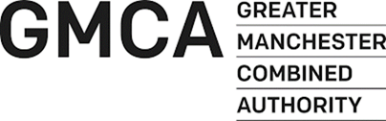 GMCA
GREATER
MANCHESTER
COMBINED
AUTHORITY